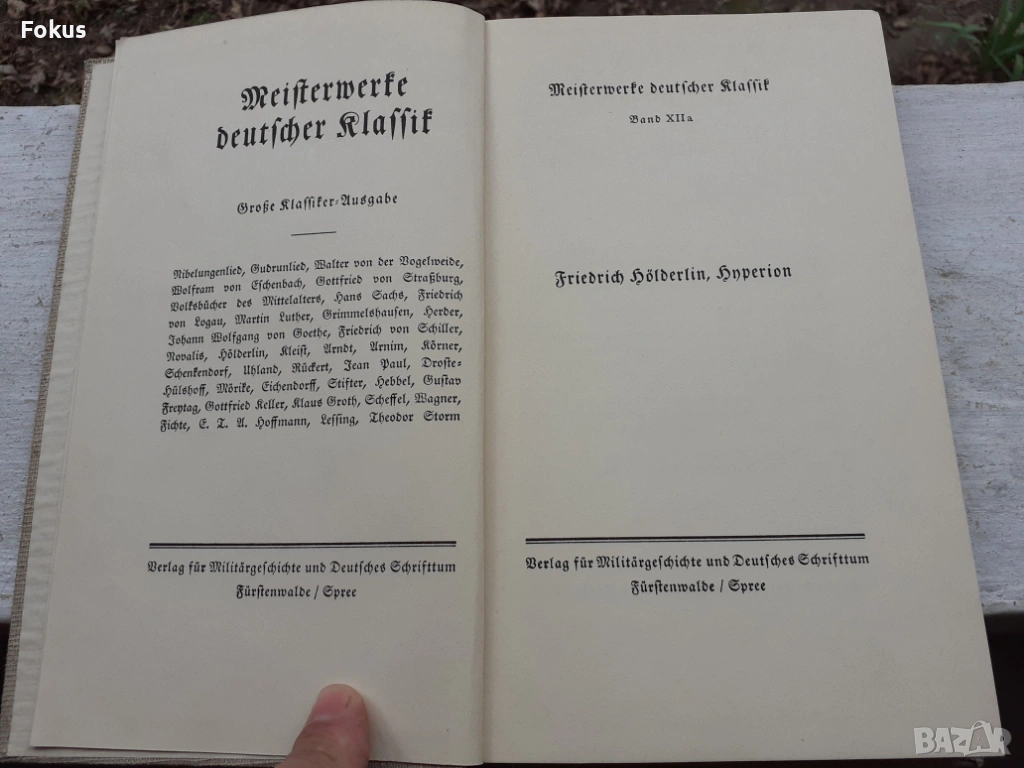 Fokus
Meisterwerke
deutscher Klassik
Große Klassiker-Ausgabe
Nibelungenlied, Gudrunlied, Walter von der Vogelweide,
Wolfram von Eschenbach, Gottfried von Straßburg,
Volksbücher des Mittelalters, Hans Sachs, Friedrich
von Logau, Martin Luther, Grimmelshausen, Herder,
Johann Wolfgang von Goethe, Friedrich von Schiller,
Novalis, Hölderlin, Kleist, Arndt, Arnim, Körner,
Schenkendorf, Uhland, Rückert, Jean Paul, Droste-
Hülshoff, Mörike, Eichendorff, Stifter, Hebbel, Gustav
Freytag, Gottfried Keller, Klaus Groth, Scheffel, Wagner,
Fichte, E. T. A. Hoffmann, Lessing, Theodor Storm
Verlag für Militärgeschichte und Deutsches Schrifttum
Fürstenwalde / Spree
Meisterwerke deutscher Klassik
Band XIIa
Friedrich Hölderlin, Hyperion
Verlag für Militärgeschichte und Deutsches Schrifttum
Fürstenwalde / Spree
BAZAR